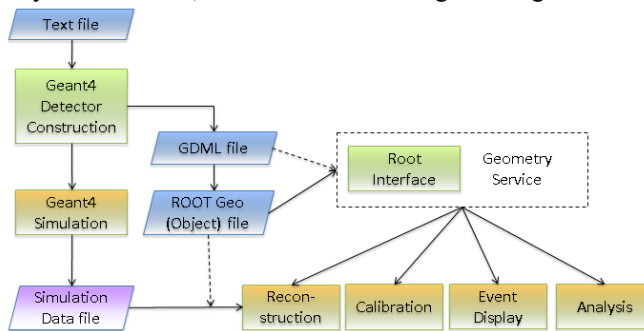 Text file
Geant4
Detector
Construction
GDML file
Root
Interface
Geometry
Service
Geant4
Simulation
ROOT Geo
(Object) file
Simulation
Data file
Recon-
struction
Calibration
Event
Display
Analysis